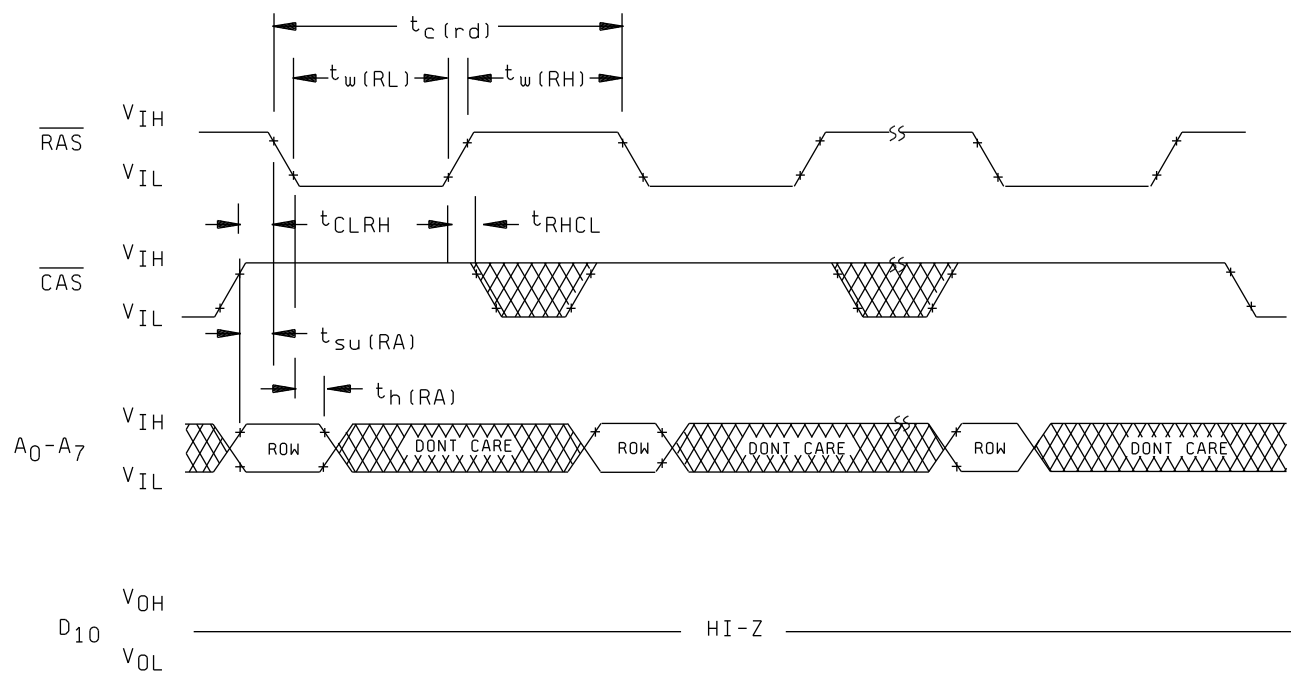 tc(rd)
tw(RL) tw(RH)
RAS VIH
VIL
tCLRH tRHCL
CAS VIH
VIL
tsu(RA)
th(RA)
A0-A7 VIH
ROW DONT CARE ROW DONT CARE ROW DONT CARE
VIL
VOH
D10 HI-Z
VOL